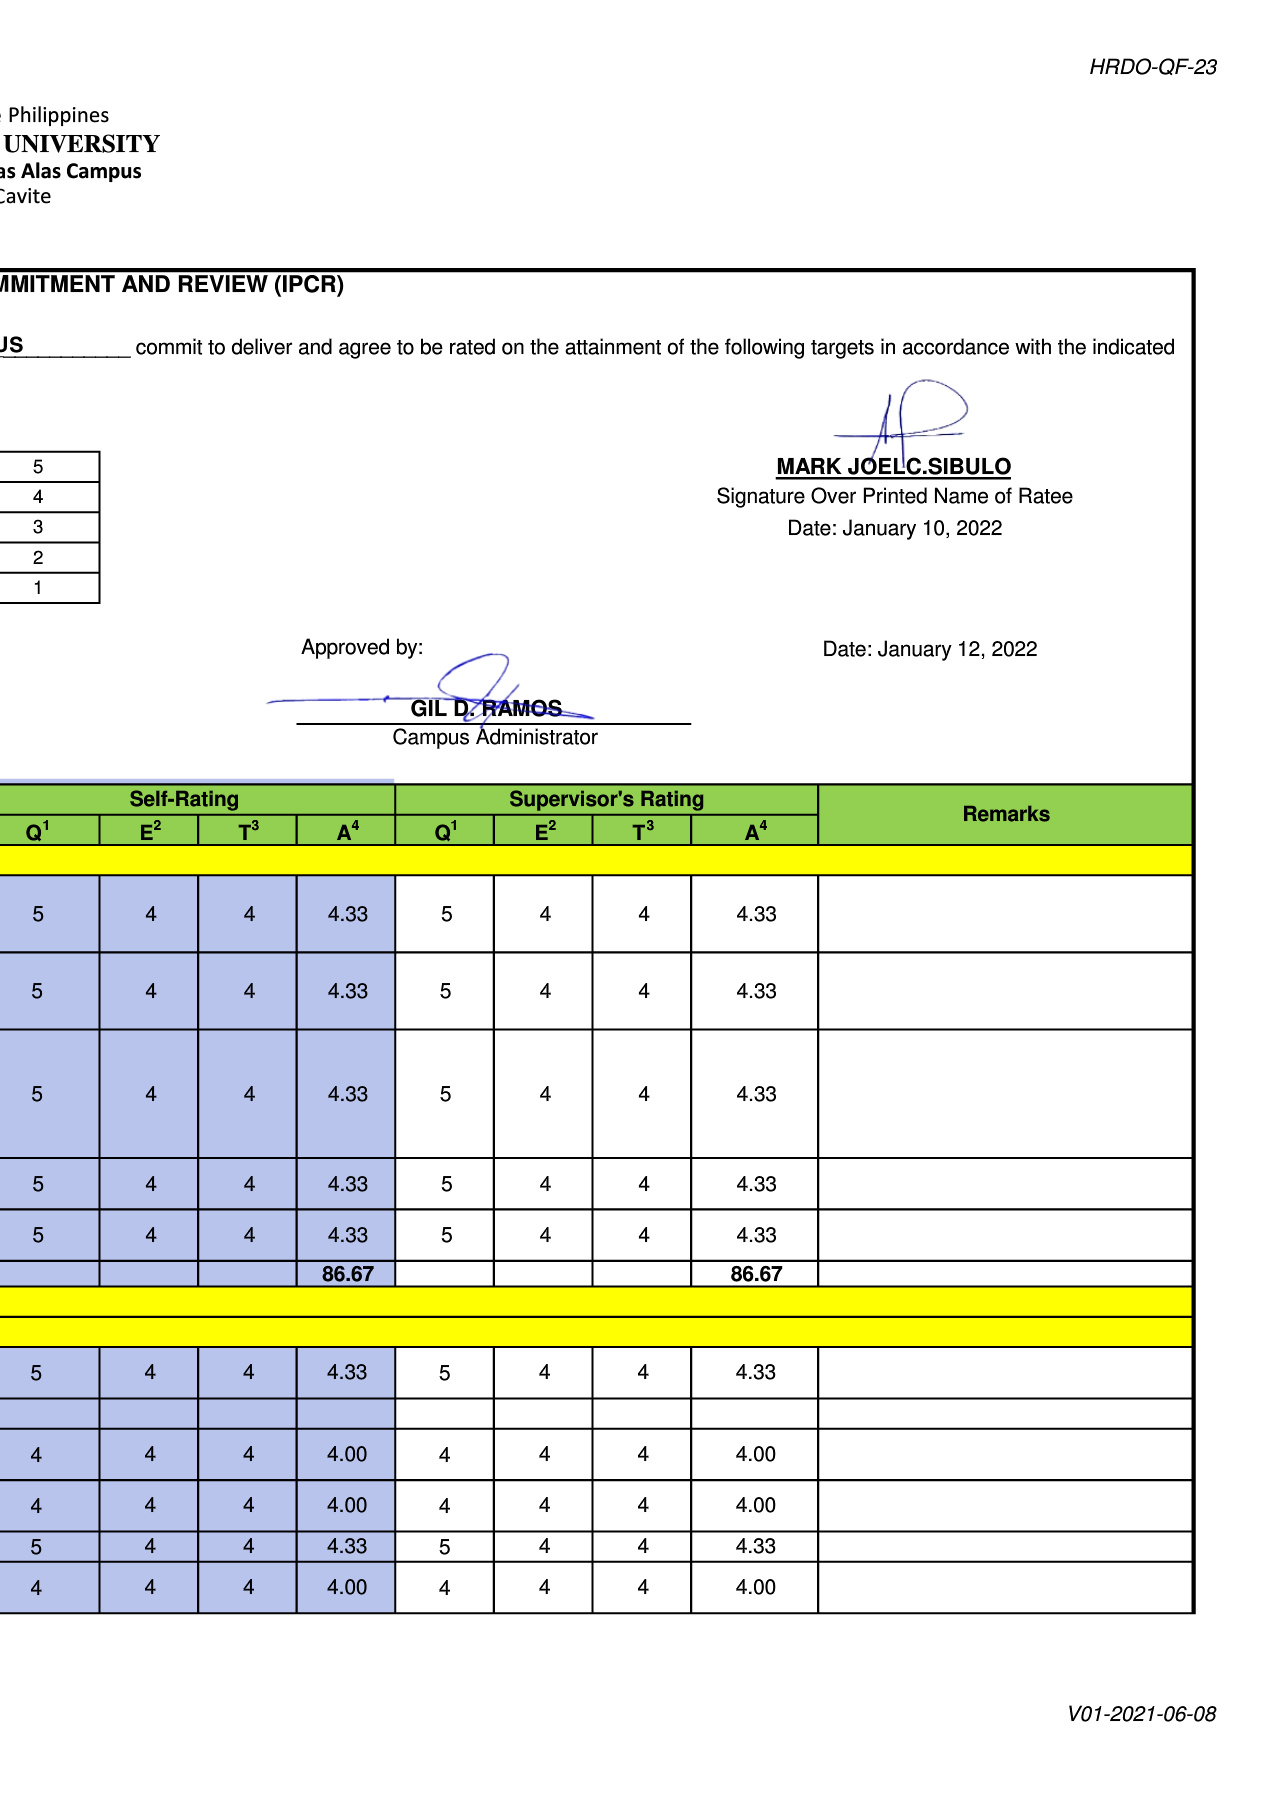 HRDO-QF-23
e Philippines
UNIVERSITY
as Alas Campus
Cavite
MMITMENT AND REVIEW (IPCR)
US__________ commit to deliver and agree to be rated on the attainment of the following targets in accordance with the indicated
MARK JOELC.SIBULO
Signature Over Printed Name of Ratee
Date: January 10, 2022
5
4
3
2
1
Approved by:
Date: January 12, 2022
GIL D. RAMOS
Campus Administrator
Self-Rating Supervisor's Rating Remarks
Q¹ E² T³ A⁴ Q¹ E² T³ A⁴
5 4 4 4.33 5 4 4 4.33
5 4 4 4.33 5 4 4 4.33
5 4 4 4.33 5 4 4 4.33
5 4 4 4.33 5 4 4 4.33
5 4 4 4.33 5 4 4 4.33
86.67 86.67
5 4 4 4.33 5 4 4 4.33
4 4 4 4.00 4 4 4 4.00
4 4 4 4.00 4 4 4 4.00
5 4 4 4.33 5 4 4 4.33
4 4 4 4.00 4 4 4 4.00
V01-2021-06-08